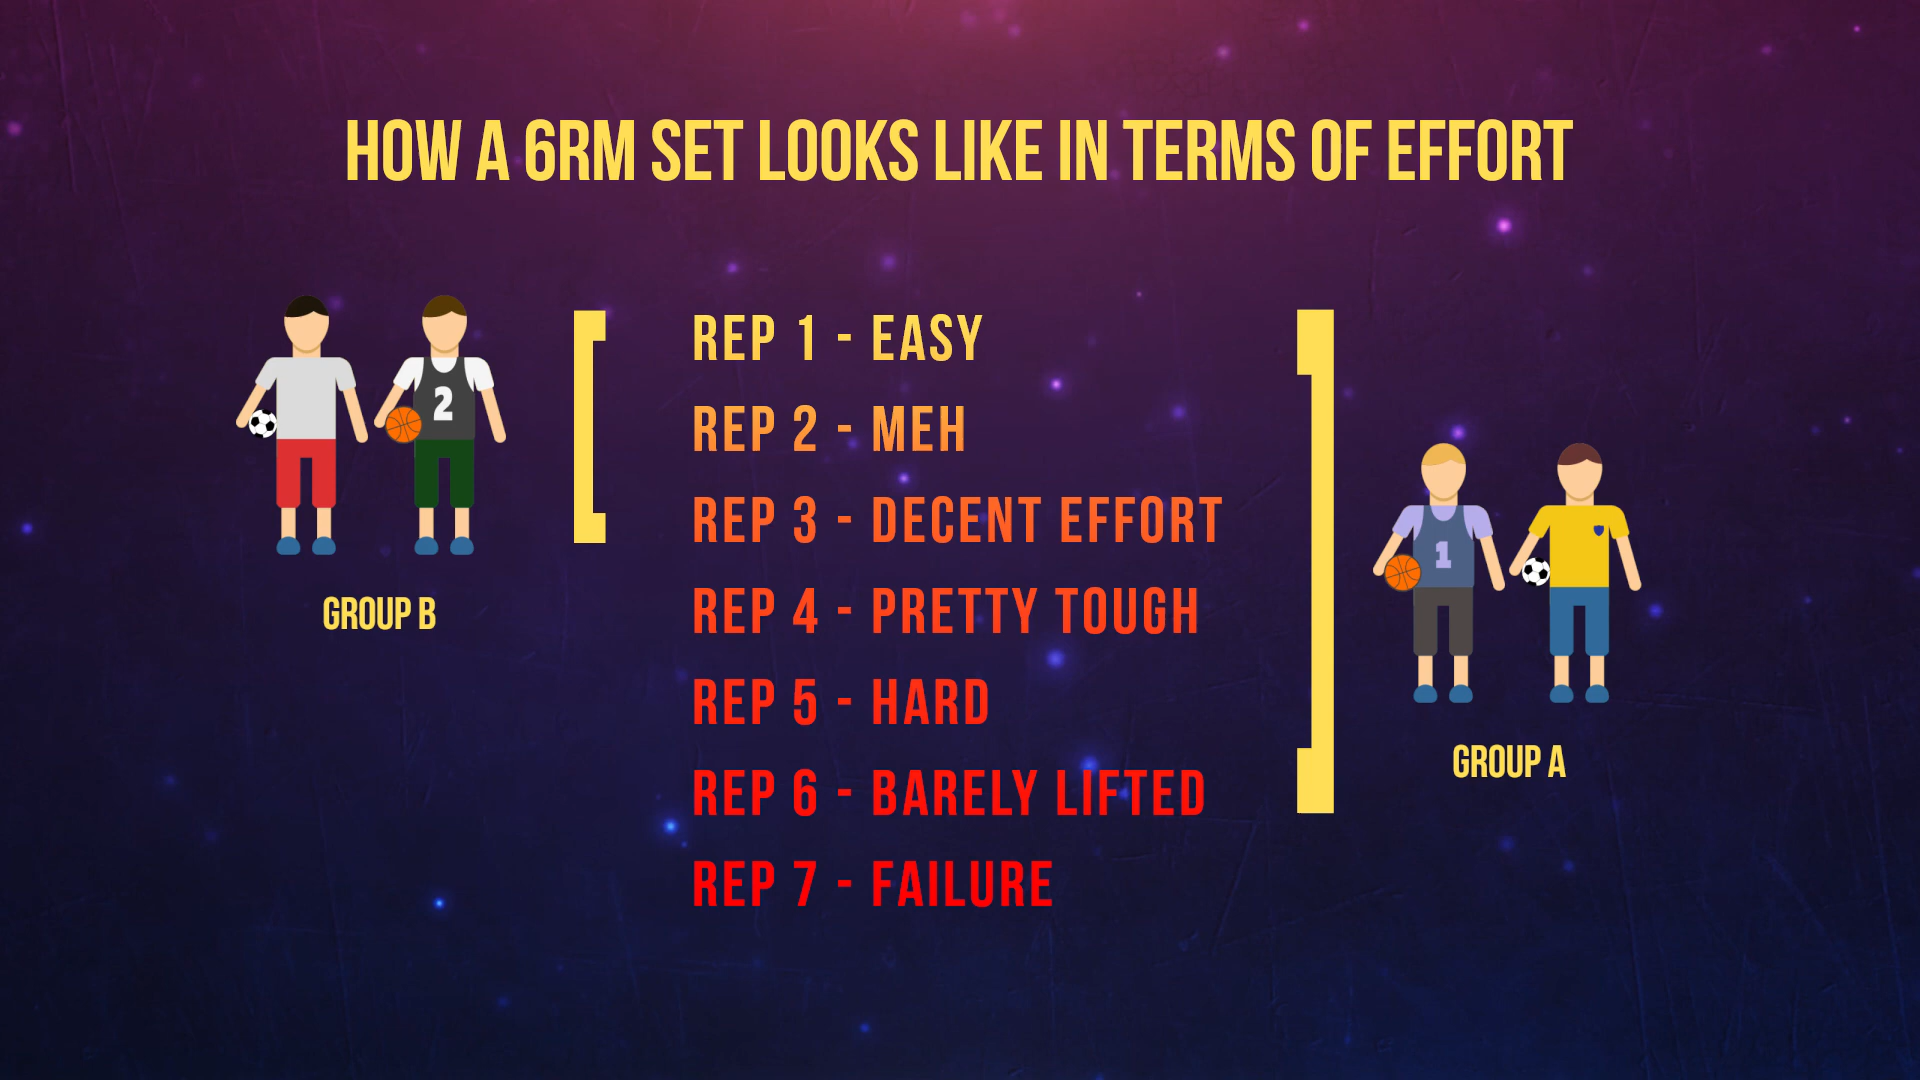 HOW A 6RM SET LOOKS LIKE IN TERMS OF EFFORT
2
GROUP B
REP 1 - EASY
REP 2 - MEH
REP 3 - DECENT EFFORT
REP 4 - PRETTY TOUGH
REP 5 - HARD
REP 6 - BARELY LIFTED
REP 7 - FAILURE
1
GROUP A